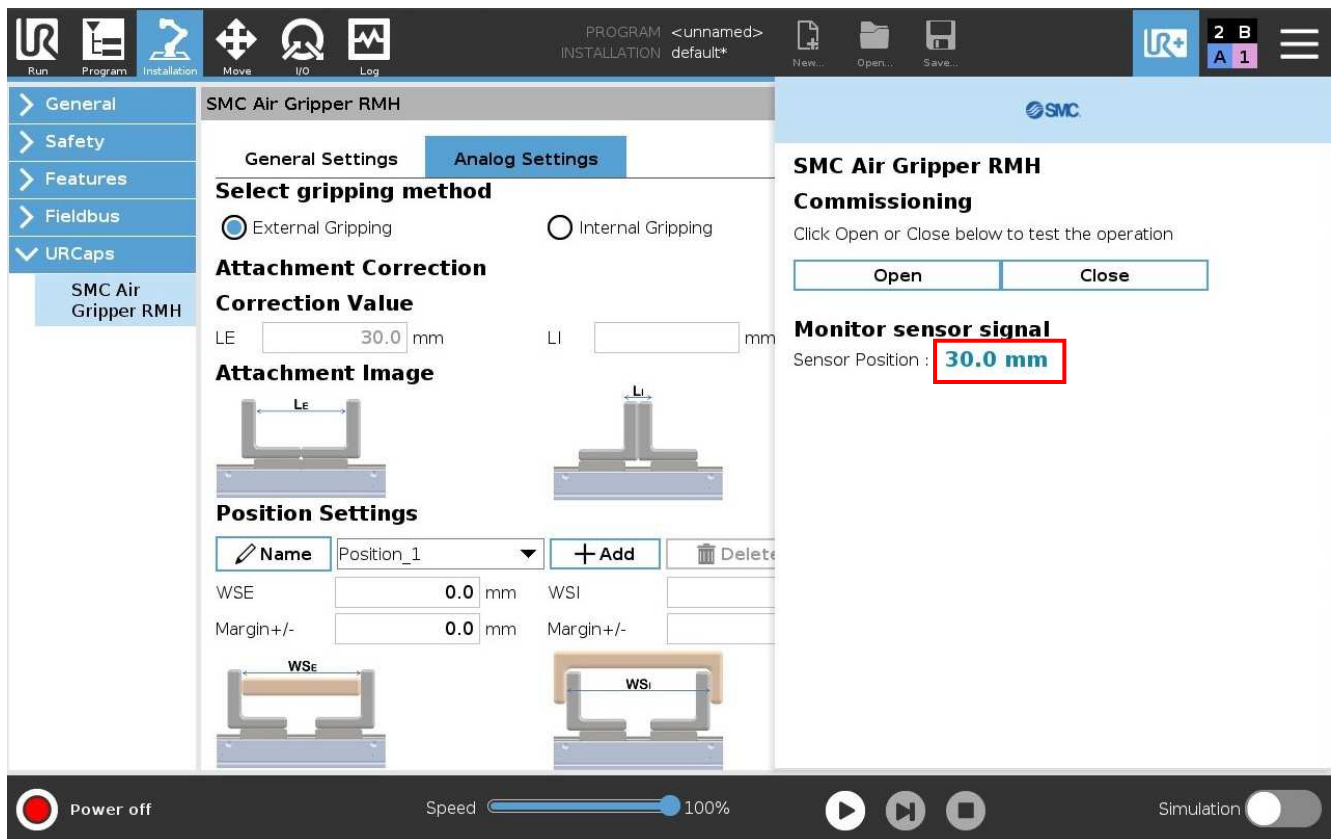 PROGRAM <unnamed>
INSTALLATION default*
Run Program Installation Move I/O Log New... Open... Save... UR+ 2 B
A 1
General
Safety
Features
Fieldbus
URCaps
SMC Air
Gripper RMH
SMC Air Gripper RMH
General Settings Analog Settings
Select gripping method
External Gripping Internal Gripping
Attachment Correction
Correction Value
LE 30.0 mm LI mm
Attachment Image
LE LI
Position Settings
Name Position_1 Add Delete
WSE 0.0 mm WSI
Margin+/- 0.0 mm Margin+/-
WSE WSI
SMC
SMC Air Gripper RMH
Commissioning
Click Open or Close below to test the operation
Open Close
Monitor sensor signal
Sensor Position : 30.0 mm
Power off Speed 100% Simulation